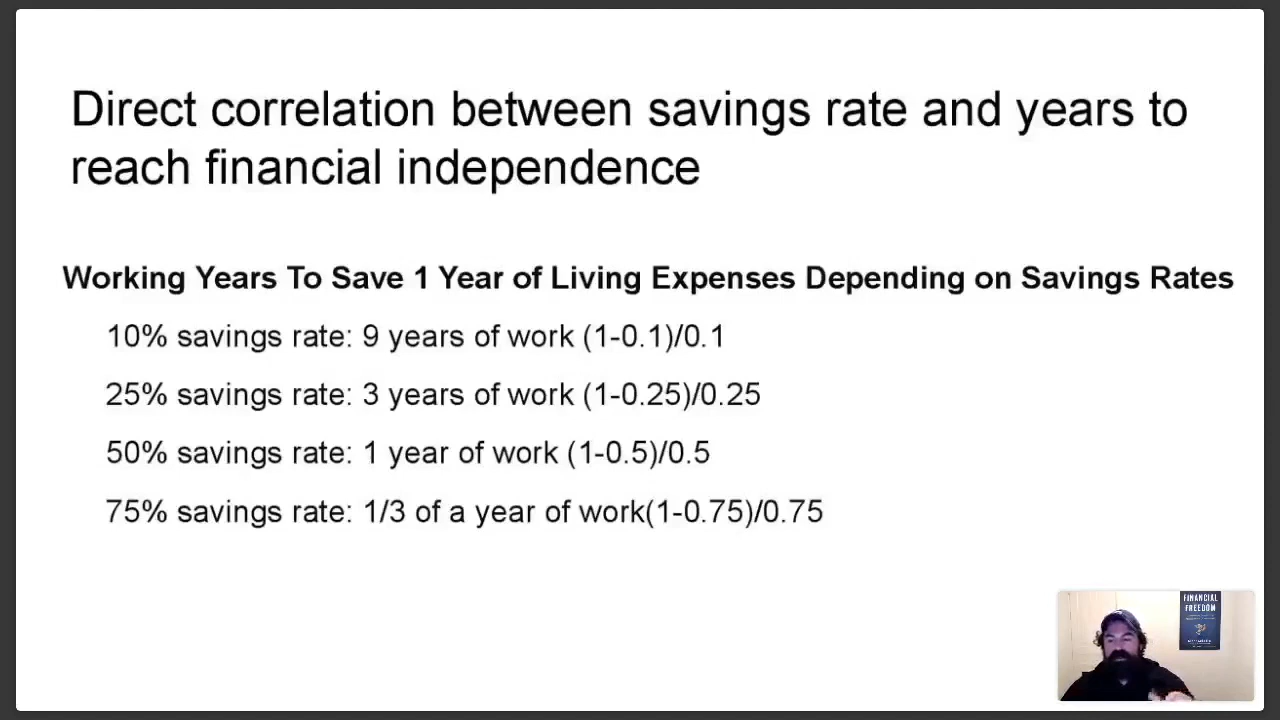 Direct correlation between savings rate and years to
reach financial independence
Working Years To Save 1 Year of Living Expenses Depending on Savings Rates
10% savings rate: 9 years of work (1-0.1)/0.1
25% savings rate: 3 years of work (1-0.25)/0.25
50% savings rate: 1 year of work (1-0.5)/0.5
75% savings rate: 1/3 of a year of work(1-0.75)/0.75
FINANCIAL
FREEDOM